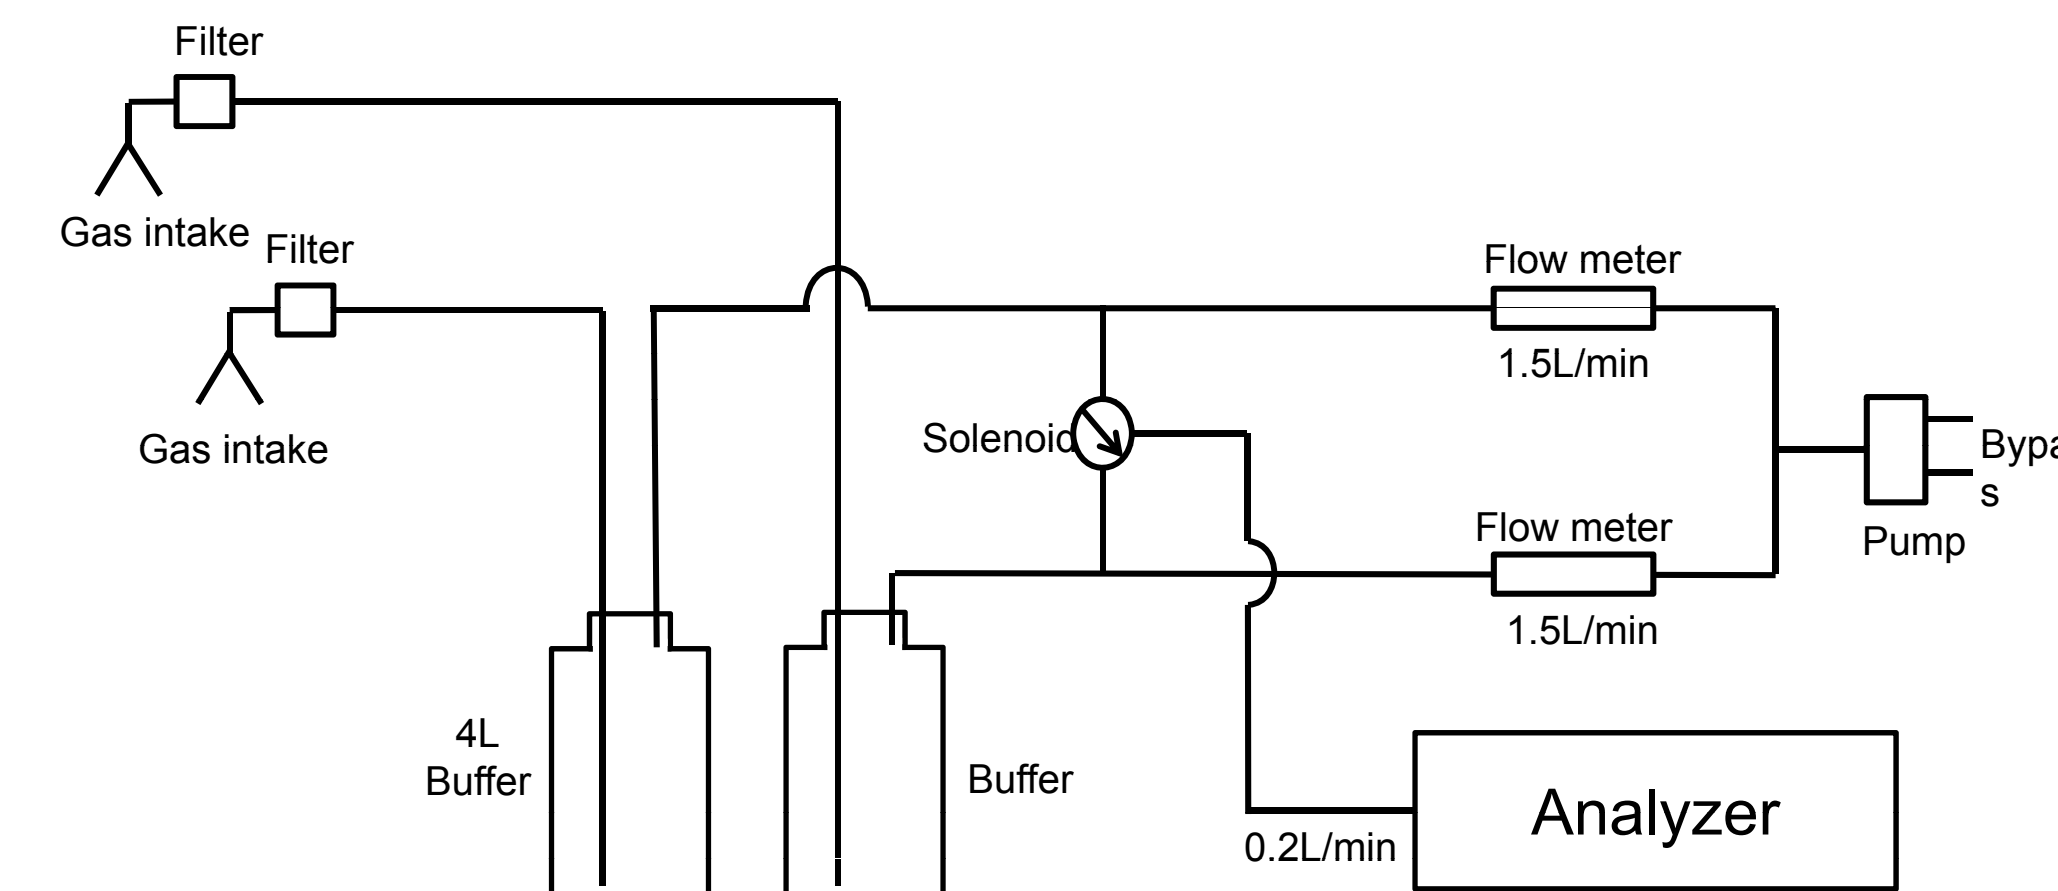 Filter
Gas intake
Filter
Gas intake
Flow meter
1.5L/min
Solenoid
Bypa
s
Pump
Flow meter
1.5L/min
4L
Buffer
Buffer
Analyzer
0.2L/min